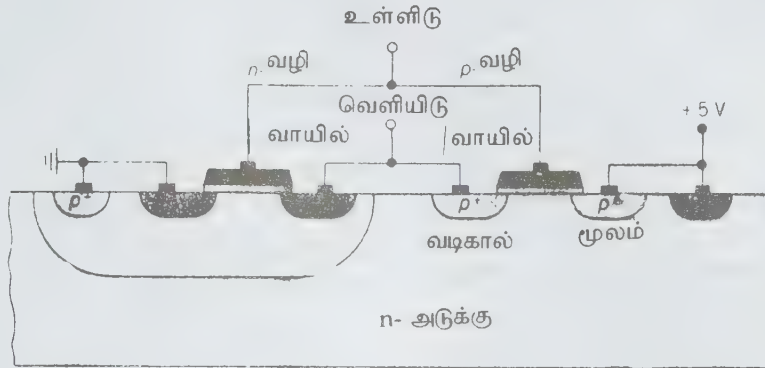 உள்ளிடு
n- வழி
p- வழி
வெளியிடு
+ 5 V
வாயில்
வாயில்
p+
p+
p+
வடிகால்
மூலம்
n- அடுக்கு